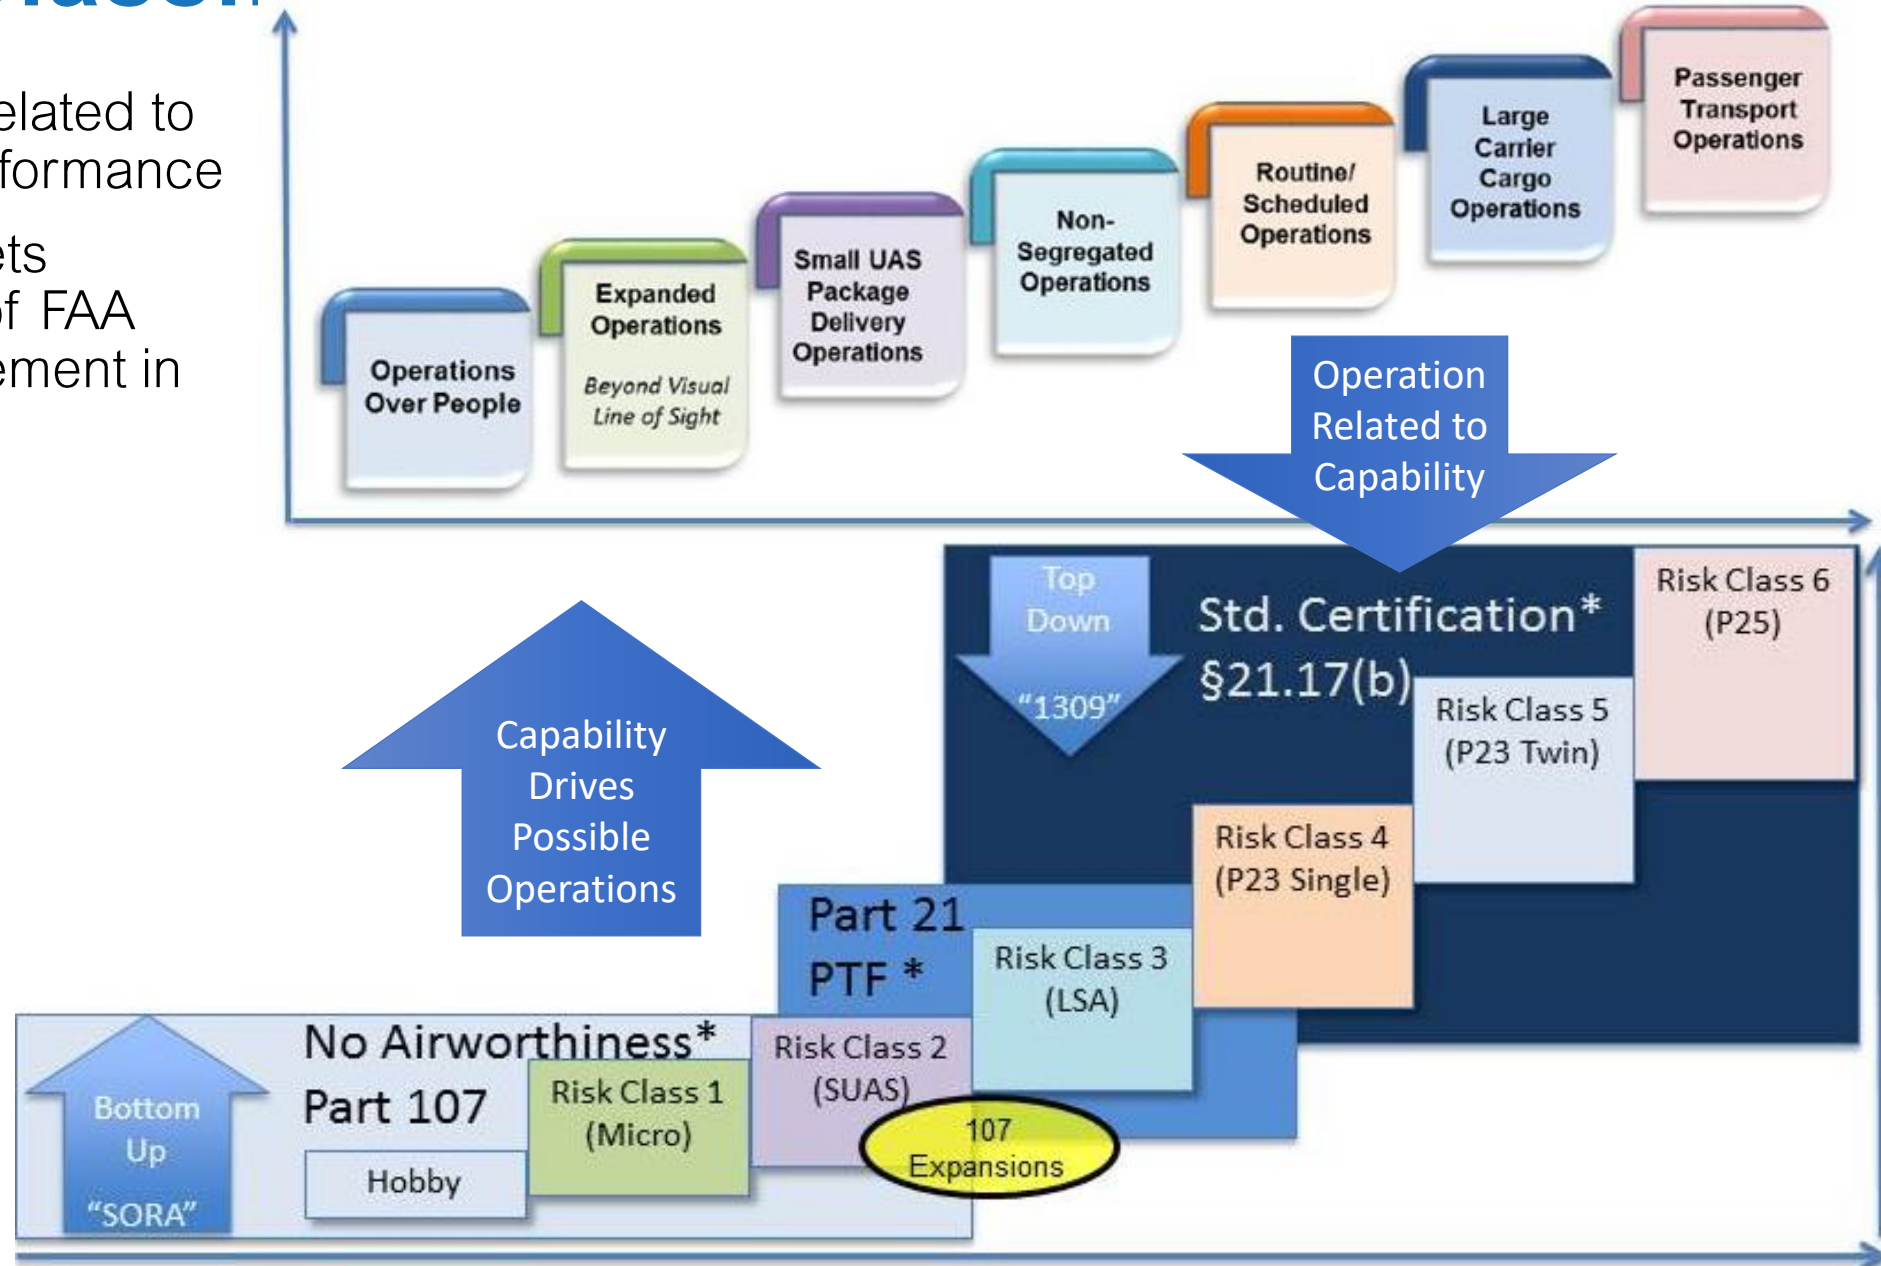 elated to
formance
ets
of FAA
ement in
Operations
Over People
Expanded
Operations
Beyond Visual
Line of Sight
Small UAS
Package
Delivery
Operations
Non-
Segregated
Operations
Routine/
Scheduled
Operations
Large
Carrier
Cargo
Operations
Passenger
Transport
Operations
Operation
Related to
Capability
Capability
Drives
Possible
Operations
Top
Down
"1309"
Std. Certification*
§21.17(b)
Risk Class 6
(P25)
Risk Class 5
(P23 Twin)
Risk Class 4
(P23 Single)
Part 21
PTF *
Risk Class 3
(LSA)
No Airworthiness*
Part 107
Risk Class 2
(SUAS)
Risk Class 1
(Micro)
Hobby
107
Expansions
Bottom
Up
"SORA"